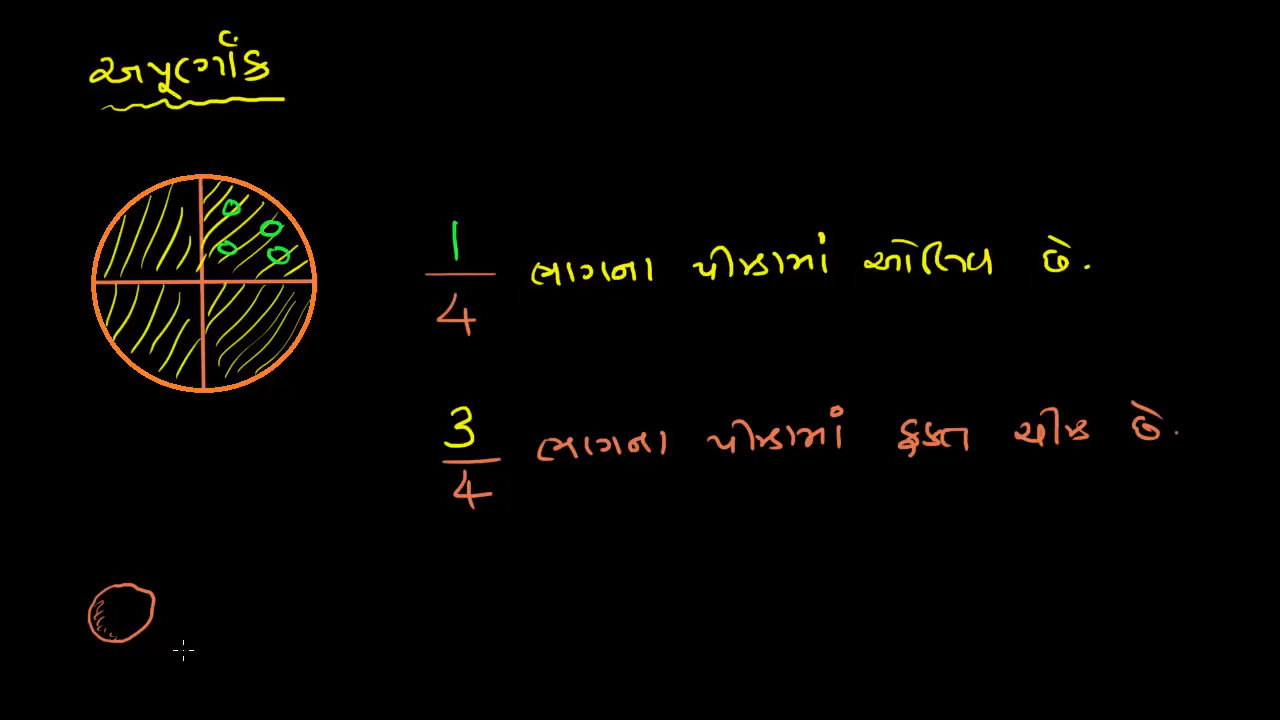 અપૂર્ણાંક
1/4 ભાગના પીઝામાં ઓલિવ છે.
3/4 ભાગના પીઝામાં ફક્ત ચીઝ છે.